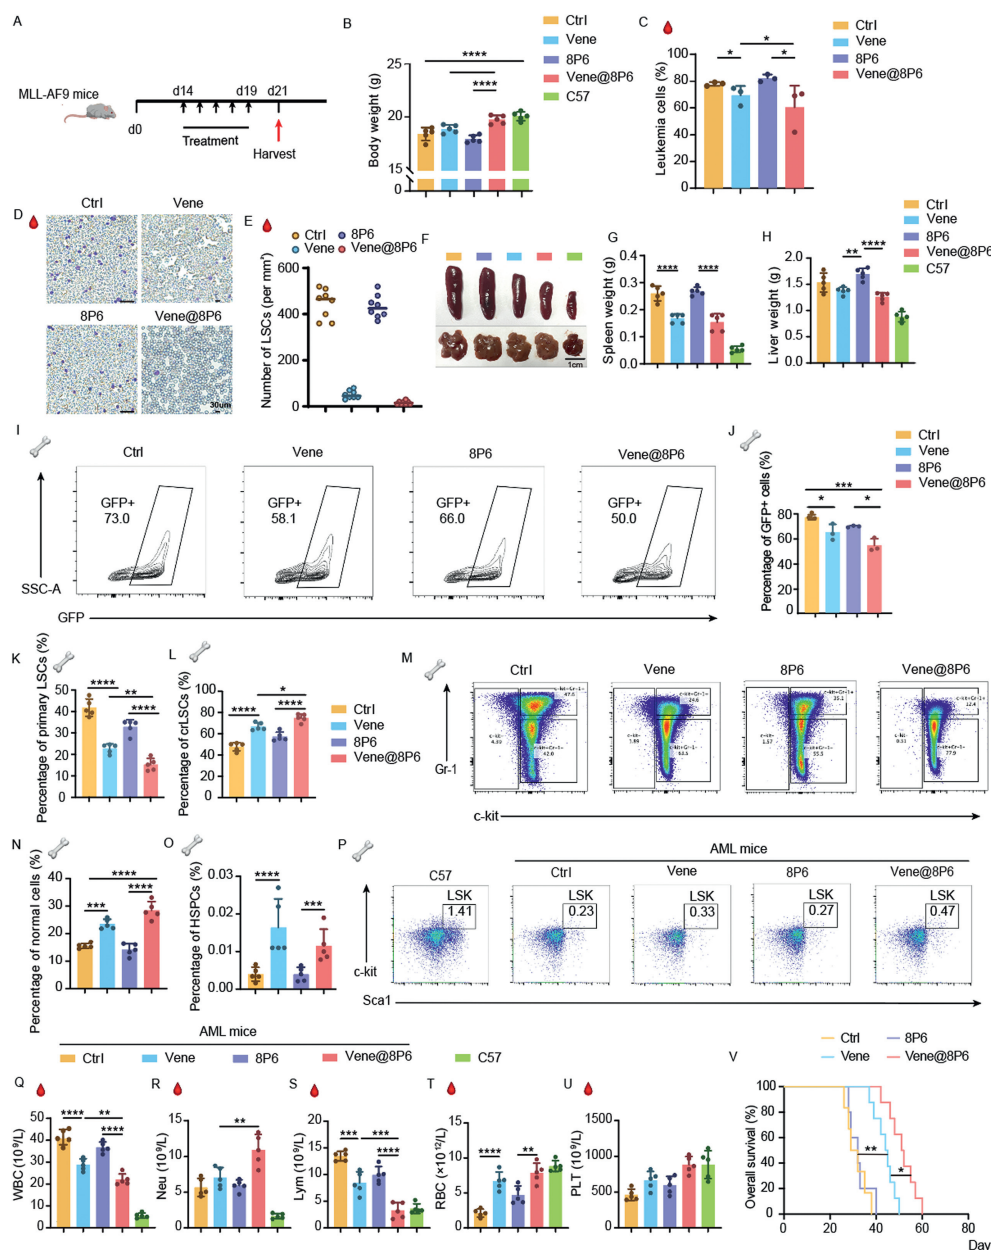 A
MLL-AF9 mice
d0
d14
d19
d21
Treatment
Harvest
B
Body weight (g)
25
20
15
0
****
****
Ctrl
Vene
8P6
Vene@8P6
C57
C
Leukemia cells (%)
100
80
60
40
20
0
*
*
*
Ctrl
Vene
8P6
Vene@8P6
D
Ctrl
Vene
8P6
Vene@8P6
30um
E
Ctrl
8P6
Vene
Vene@8P6
Number of LSCs (per mm³)
600
400
200
0
F
1cm
G
Spleen weight (g)
0.4
0.3
0.2
0.1
0.0
****
****
H
Liver weight (g)
2.0
1.5
1.0
0.5
0.0
**
****
Ctrl
Vene
8P6
Vene@8P6
C57
I
Ctrl
Vene
8P6
Vene@8P6
GFP+
73.0
GFP+
58.1
GFP+
66.0
GFP+
50.0
SSC-A
GFP
J
Percentage of GFP+ cells (%)
80
60
40
20
0
***
*
*
Ctrl
Vene
8P6
Vene@8P6
K
Percentage of primary LSCs (%)
50
40
30
20
10
0
****
**
****
L
Percentage of crLSCs (%)
100
80
60
40
20
0
****
*
****
Ctrl
Vene
8P6
Vene@8P6
M
Ctrl
Vene
8P6
Vene@8P6
Gr-1
c-kit
N
Percentage of normal cells (%)
40
30
20
10
0
****
***
****
O
Percentage of HSPCs (%)
0.03
0.02
0.01
0.00
****
***
P
AML mice
C57
Ctrl
Vene
8P6
Vene@8P6
LSK
1.41
LSK
0.23
LSK
0.33
LSK
0.27
LSK
0.47
c-kit
Sca1
AML mice
Ctrl
Vene
8P6
Vene@8P6
C57
Q
WBC (10⁹/L)
50
40
30
20
10
0
****
**
****
R
Neu (10⁹/L)
15
10
5
0
**
S
Lym (10⁹/L)
20
15
10
5
0
***
***
****
T
RBC (×10¹²/L)
15
10
5
0
****
**
U
PLT (10⁹/L)
1500
1000
500
0
V
Ctrl
8P6
Vene
Vene@8P6
Overall survival (%)
100
80
60
40
20
0
0
20
40
60
80
Day
**
*